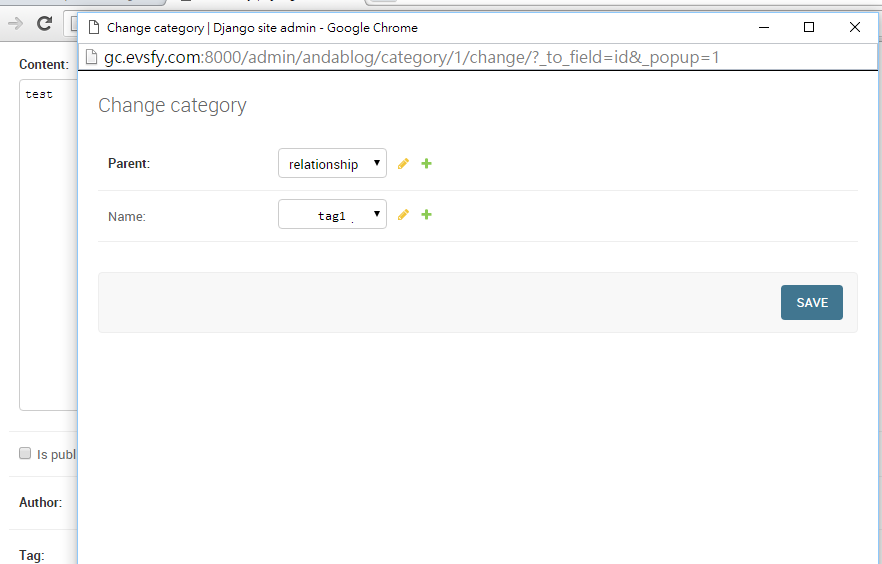 Change category | Django site admin - Google Chrome
gc.evsfy.com:8000/admin/andablog/category/1/change/?_to_field=id&_popup=1
Content:
test
Change category
Parent: relationship
Name: tag1 .
SAVE
Is publ
Author:
Tag: